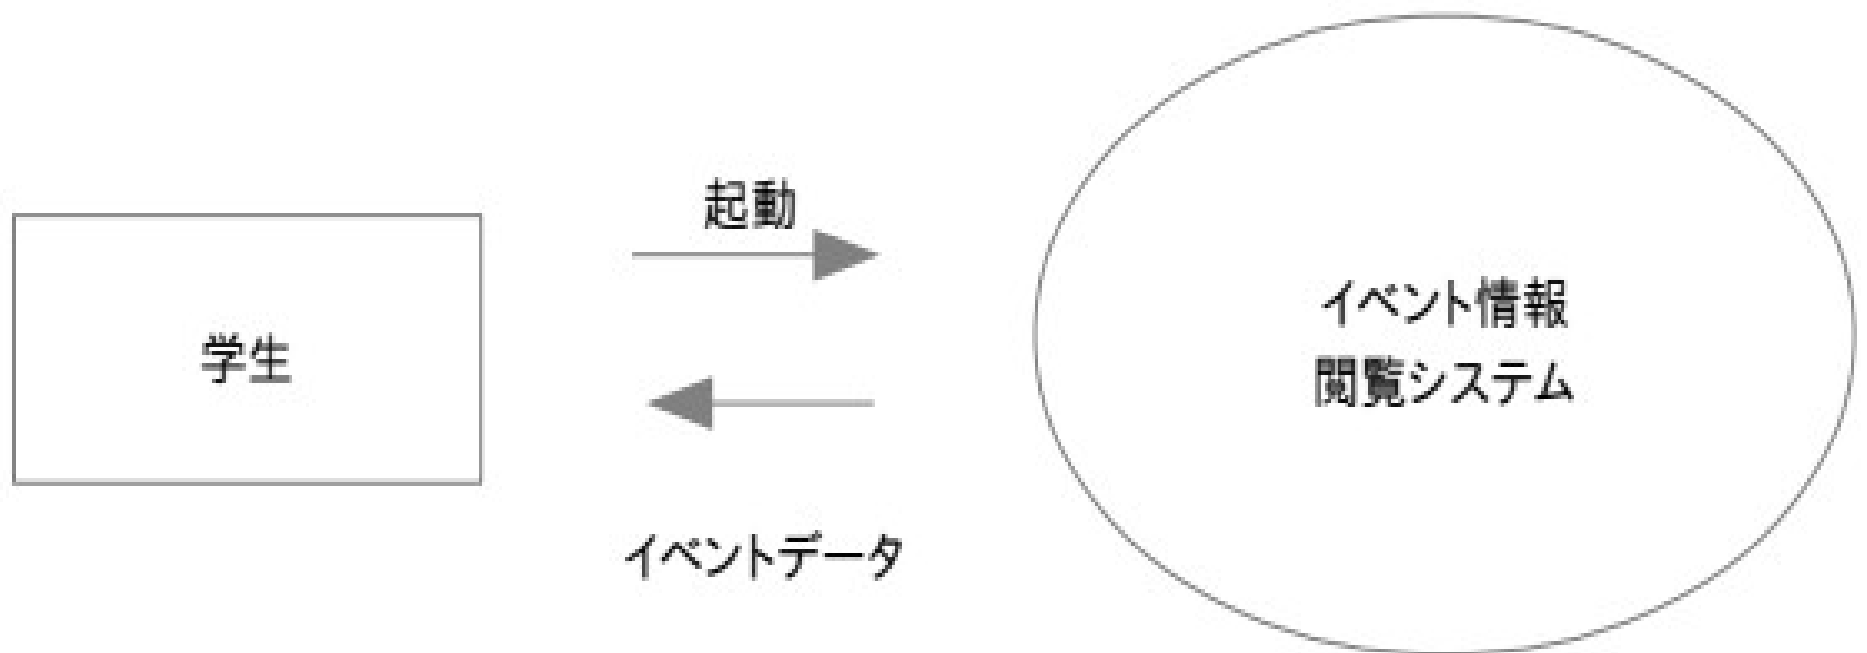 学生
起動
イベントデータ
イベント情報
閲覧システム